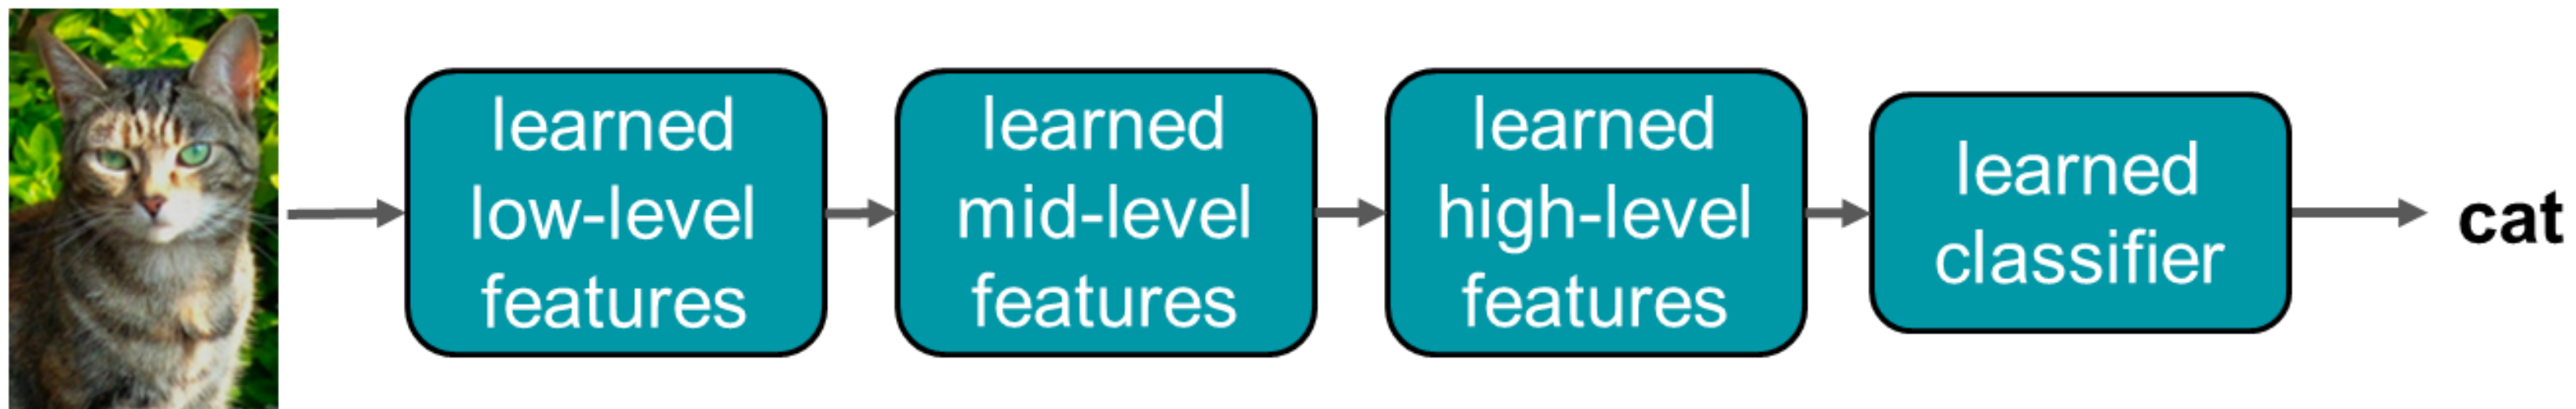 learned
low-level
features
learned
mid-level
features
learned
high-level
features
learned
classifier
cat